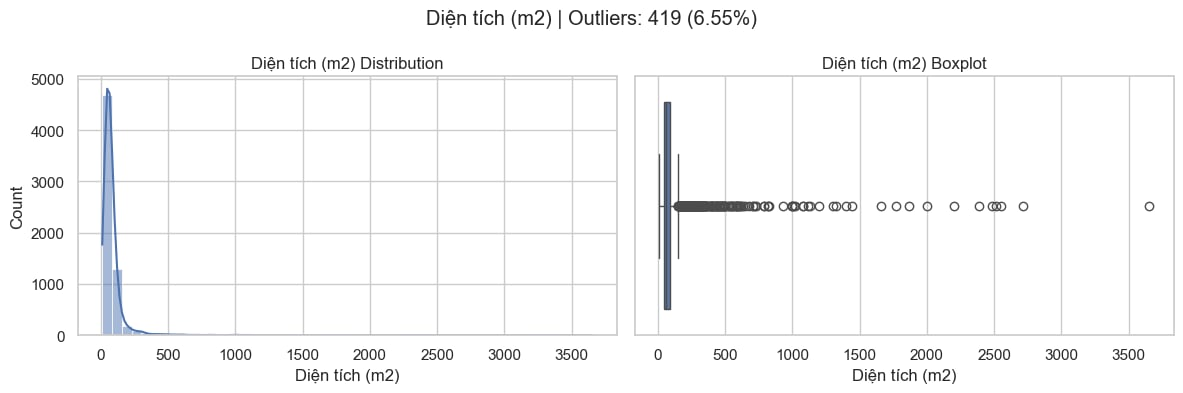 Diện tích (m2) | Outliers: 419 (6.55%)
Diện tích (m2) Distribution
5000
4000
3000
2000
1000
0
Count
0 500 1000 1500 2000 2500 3000 3500
Diện tích (m2)
Diện tích (m2) Boxplot
0 500 1000 1500 2000 2500 3000 3500
Diện tích (m2)